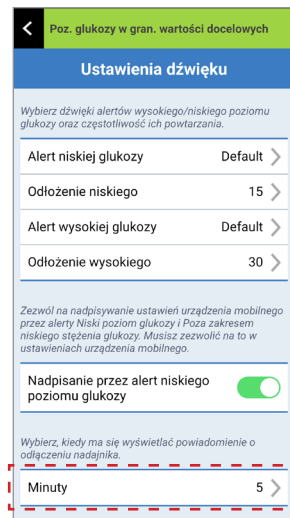 Poz. glukozy w gran. wartości docelowych
Ustawienia dźwięku
Wybierz dźwięki alertów wysokiego/niskiego poziomu
glukozy oraz częstotliwość ich powtarzania.
Alert niskiej glukozy Default
Odłożenie niskiego 15
Alert wysokiej glukozy Default
Odłożenie wysokiego 30
Zezwól na nadpisywanie ustawień urządzenia mobilnego
przez alerty Niski poziom glukozy i Poza zakresem
niskiego stężenia glukozy. Musisz zezwolić na to w
ustawieniach urządzenia mobilnego.
Nadpisanie przez alert niskiego
poziomu glukozy
Wybierz, kiedy ma się wyświetlać powiadomienie o
odłączeniu nadajnika.
Minuty 5